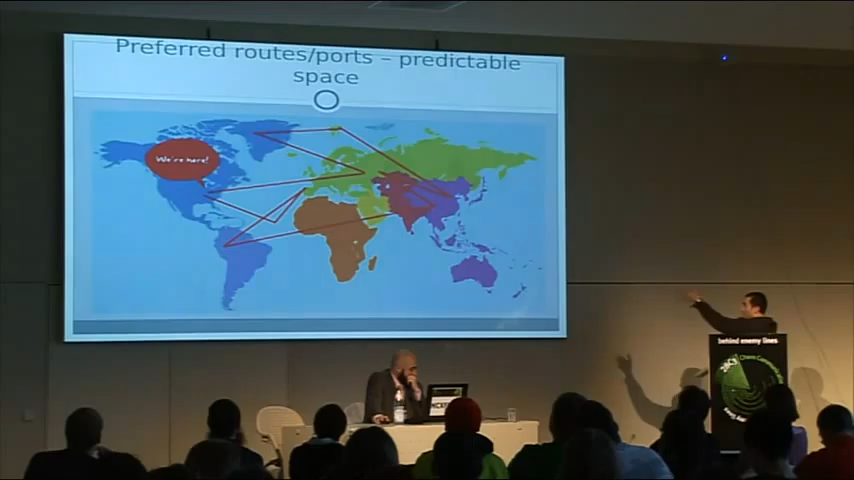 Preferred routes/ports – predictable
space
We're here!
behind enemy lines